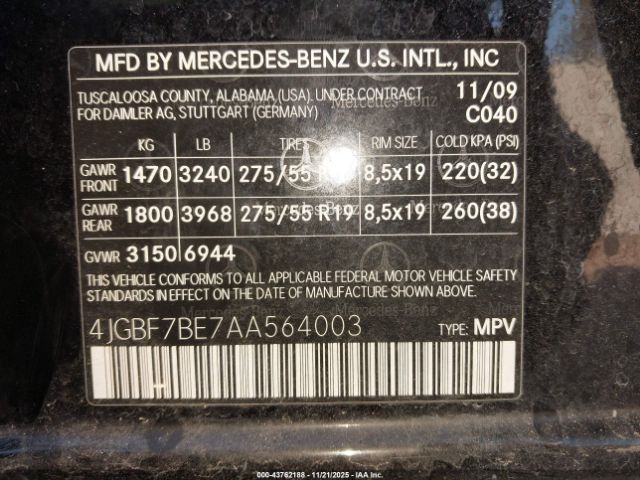 MFD BY MERCEDES-BENZ U.S. INTL., INC
TUSCALOOSA COUNTY, ALABAMA (USA). UNDER CONTRACT 11/09
FOR DAIMLER AG, STUTTGART (GERMANY) C040
KG LB TIRES RIM SIZE COLD KPA (PSI)
GAWR FRONT 1470 3240 275/55 R19 8,5x19 220(32)
GAWR REAR 1800 3968 275/55 R19 8,5x19 260(38)
GVWR 3150 6944
THIS VEHICLE CONFORMS TO ALL APPLICABLE FEDERAL MOTOR VEHICLE SAFETY
STANDARDS IN EFFECT ON THE DATE OF MANUFACTURE SHOWN ABOVE.
4JGBF7BE7AA564003 TYPE: MPV
000-43762188 - 11/21/2025 - IAAI.COM